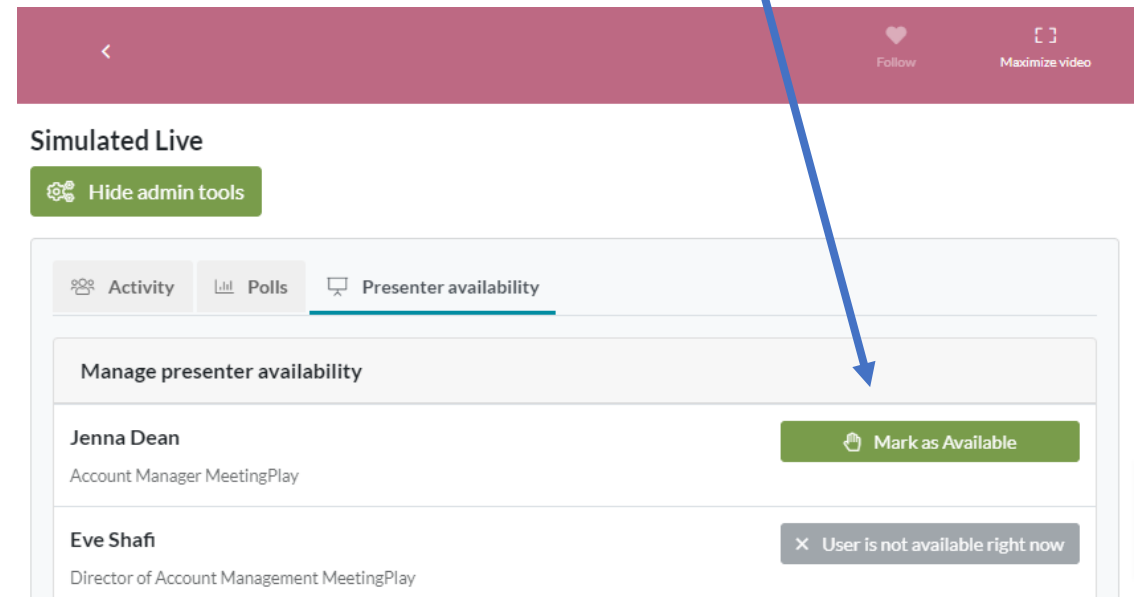 Follow
Maximize video
Simulated Live
Hide admin tools
Activity
Polls
Presenter availability
Manage presenter availability
Jenna Dean
Mark as Available
Account Manager MeetingPlay
Eve Shafi
User is not available right now
Director of Account Management MeetingPlay